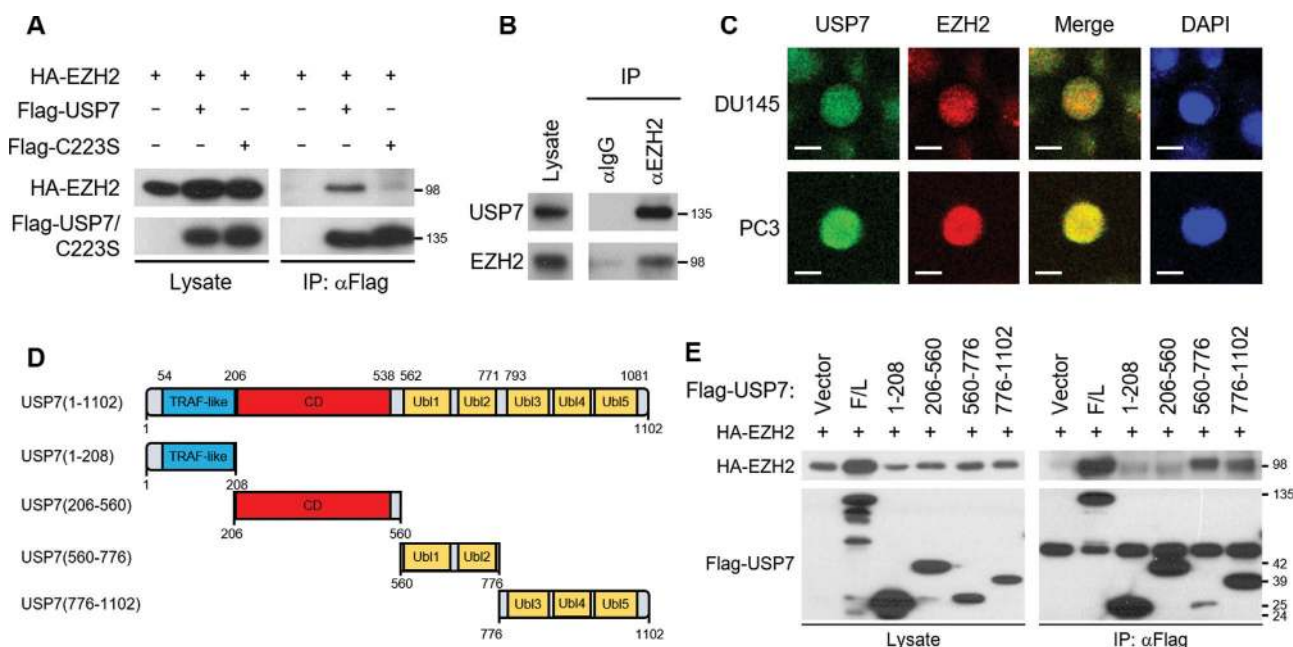 A
HA-EZH2 + + + + + +
Flag-USP7 – + – – + –
Flag-C223S – – + – – +
HA-EZH2
98
Flag-USP7/
C223S
135
Lysate
IP: αFlag
B
IP
Lysate
αIgG
αEZH2
USP7
135
EZH2
98
C
USP7 EZH2 Merge DAPI
DU145
PC3
D
54 206 538 562 771 793 1081
USP7(1-1102)
TRAF-like CD Ubl1 Ubl2 Ubl3 Ubl4 Ubl5
1 1102
USP7(1-208)
TRAF-like
1 208
USP7(206-560)
CD
206 560
USP7(560-776)
Ubl1 Ubl2
560 776
USP7(776-1102)
Ubl3 Ubl4 Ubl5
776 1102
E
Flag-USP7: Vector F/L 1-208 206-560 560-776 776-1102 Vector F/L 1-208 206-560 560-776 776-1102
HA-EZH2 + + + + + + + + + + + +
HA-EZH2
98
135
Flag-USP7
42
39
25
24
Lysate
IP: αFlag